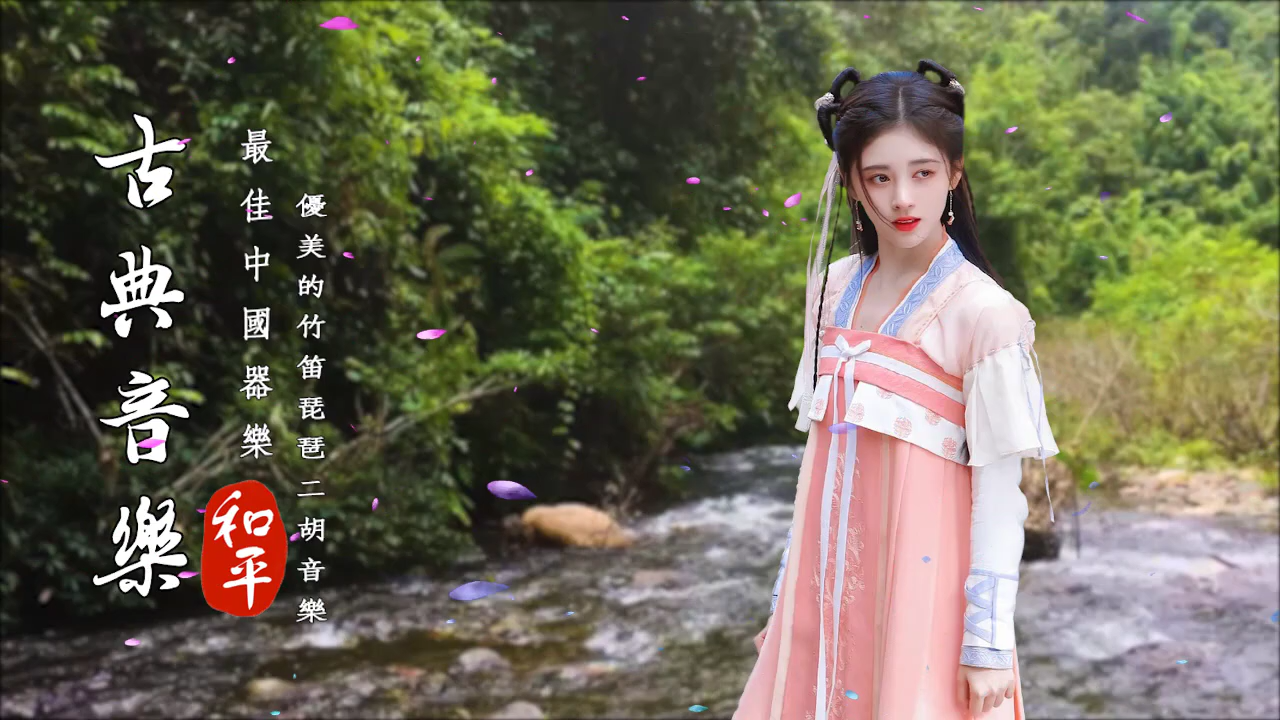 古典音樂
最佳中國器樂
優美的竹笛琵琶二胡音樂
和平